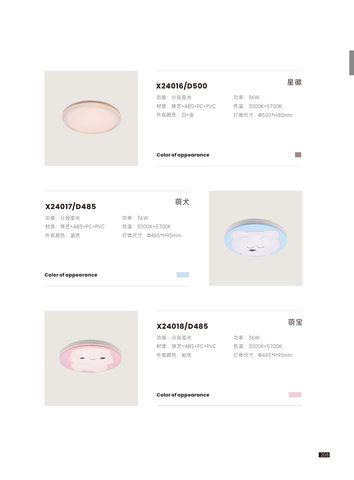 星徽
X24016/D500
功能: 分段变光
功率: 36W
材质: 铁艺+ABS+PC+PVC
色温: 3000K+5700K
外观颜色: 白+金
灯体尺寸: Φ500*H80mm
Color of appearance
萌犬
X24017/D485
功能: 分段变光
功率: 36W
材质: 铁艺+ABS+PC+PVC
色温: 3000K+5700K
外观颜色: 蓝色
灯体尺寸: Φ485*H95mm
Color of appearance
萌宝
X24018/D485
功能: 分段变光
功率: 36W
材质: 铁艺+ABS+PC+PVC
色温: 3000K+5700K
外观颜色: 粉色
灯体尺寸: Φ485*H95mm
Color of appearance
208